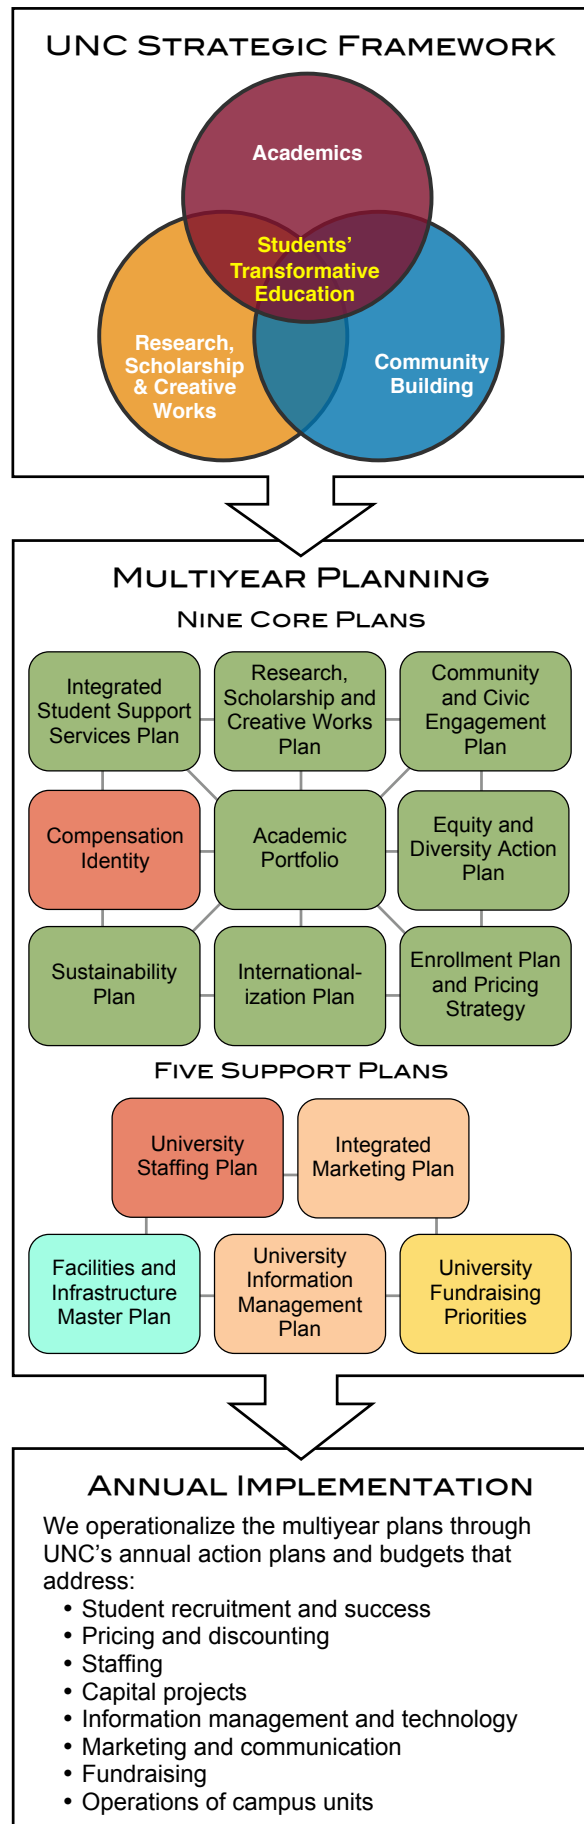 UNC Strategic Framework
Academics
Students'
Transformative
Education
Research,
Scholarship
& Creative
Works
Community
Building
Multiyear Planning
Nine Core Plans
Integrated
Student Support
Services Plan
Research,
Scholarship and
Creative Works
Plan
Community
and Civic
Engagement
Plan
Compensation
Identity
Academic
Portfolio
Equity and
Diversity Action
Plan
Sustainability
Plan
International-
ization Plan
Enrollment Plan
and Pricing
Strategy
Five Support Plans
University
Staffing Plan
Integrated
Marketing Plan
Facilities and
Infrastructure
Master Plan
University
Information
Management
Plan
University
Fundraising
Priorities
Annual Implementation
We operationalize the multiyear plans through
UNC's annual action plans and budgets that
address:
• Student recruitment and success
• Pricing and discounting
• Staffing
• Capital projects
• Information management and technology
• Marketing and communication
• Fundraising
• Operations of campus units